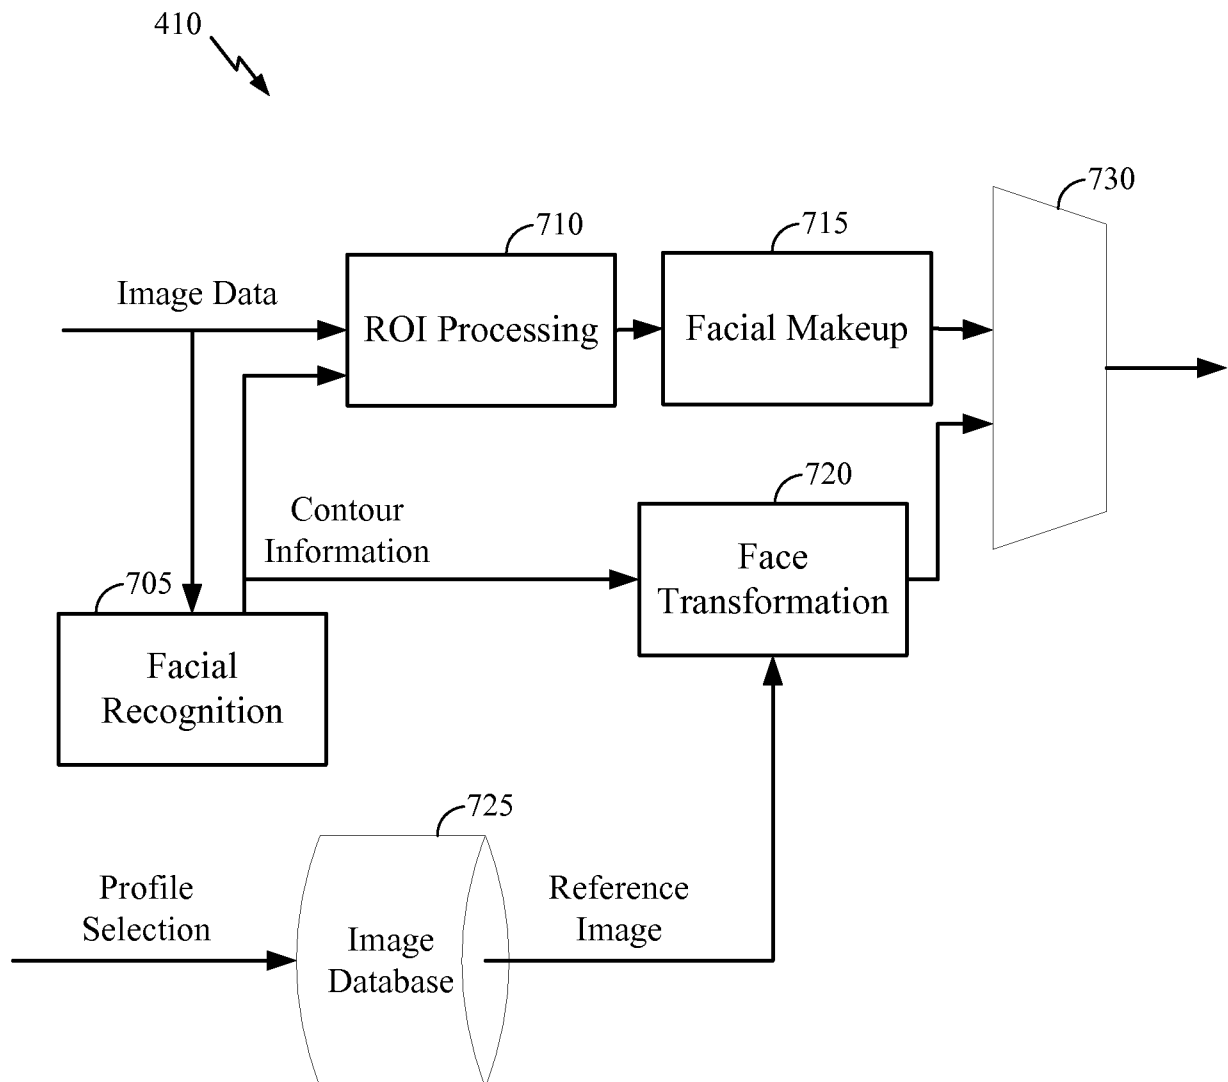 410
730
710
715
Image Data
ROI Processing
Facial Makeup
720
Contour
Information
Face
Transformation
705
Facial
Recognition
725
Profile
Selection
Reference
Image
Image
Database